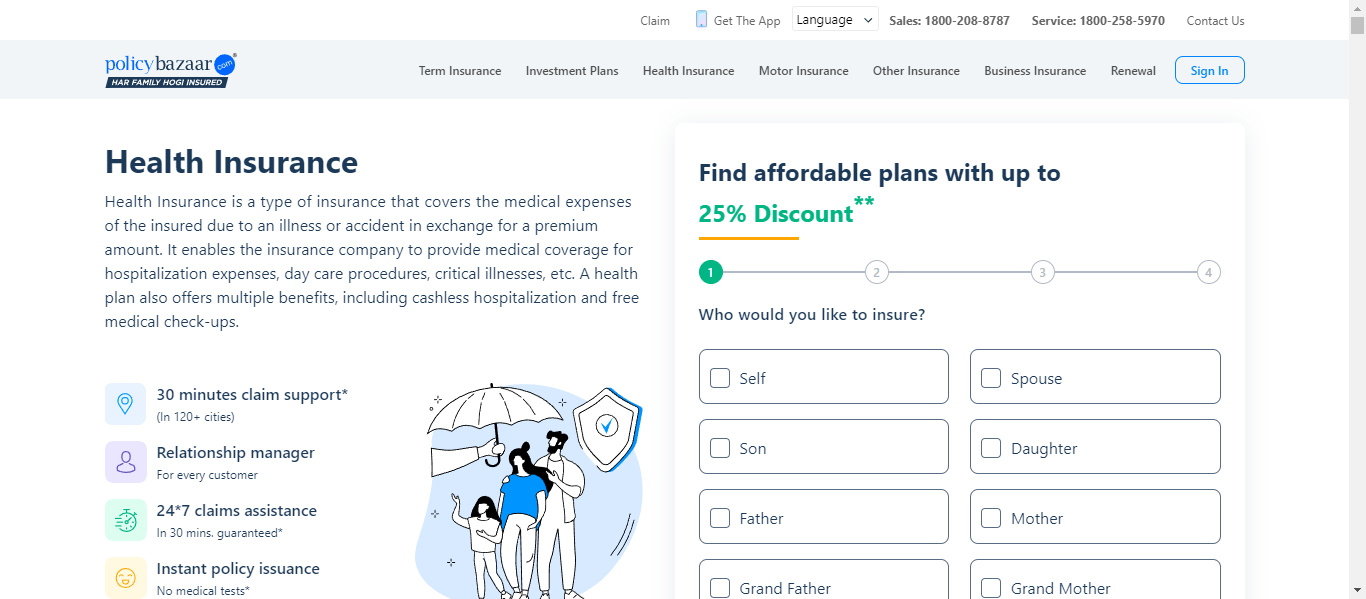 Claim
Get The App
Language
Sales: 1800-208-8787
Service: 1800-258-5970
Contact Us
policybazaar.com
HAR FAMILY HOGI INSURED
Term Insurance
Investment Plans
Health Insurance
Motor Insurance
Other Insurance
Business Insurance
Renewal
Sign In
Health Insurance
Health Insurance is a type of insurance that covers the medical expenses
of the insured due to an illness or accident in exchange for a premium
amount. It enables the insurance company to provide medical coverage for
hospitalization expenses, day care procedures, critical illnesses, etc. A health
plan also offers multiple benefits, including cashless hospitalization and free
medical check-ups.
30 minutes claim support*
(In 120+ cities)
Relationship manager
For every customer
24*7 claims assistance
In 30 mins. guaranteed*
Instant policy issuance
No medical tests*
Find affordable plans with up to
25% Discount**
1
2
3
4
Who would you like to insure?
Self
Spouse
Son
Daughter
Father
Mother
Grand Father
Grand Mother